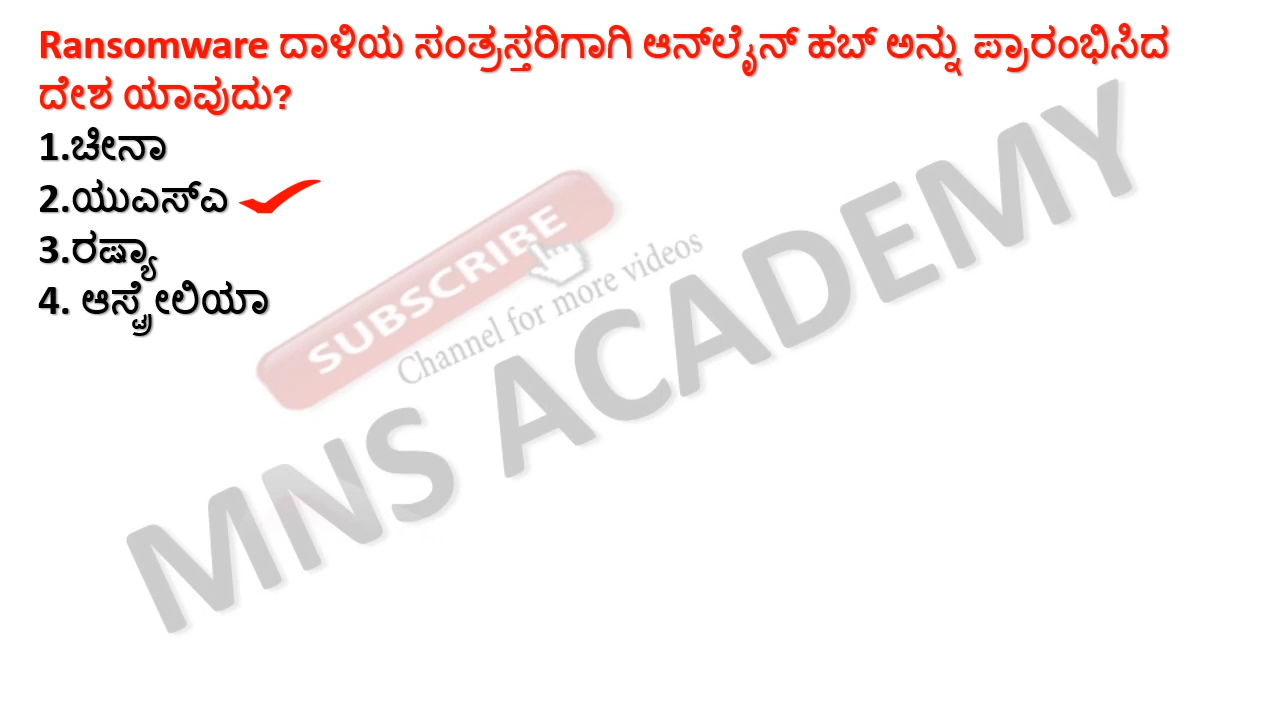 Ransomware ದಾಳಿಯ ಸಂತ್ರಸ್ತರಿಗಾಗಿ ಆನ್‌ಲೈನ್ ಹಬ್ ಅನ್ನು ಪ್ರಾರಂಭಿಸಿದ
ದೇಶ ಯಾವುದು?
1.ಚೀನಾ
2.ಯುಎಸ್ಎ
3.ರಷ್ಯಾ
4. ಆಸ್ಟ್ರೇಲಿಯಾ
SUBSCRIBE
Channel for more videos
MNS ACADEMY